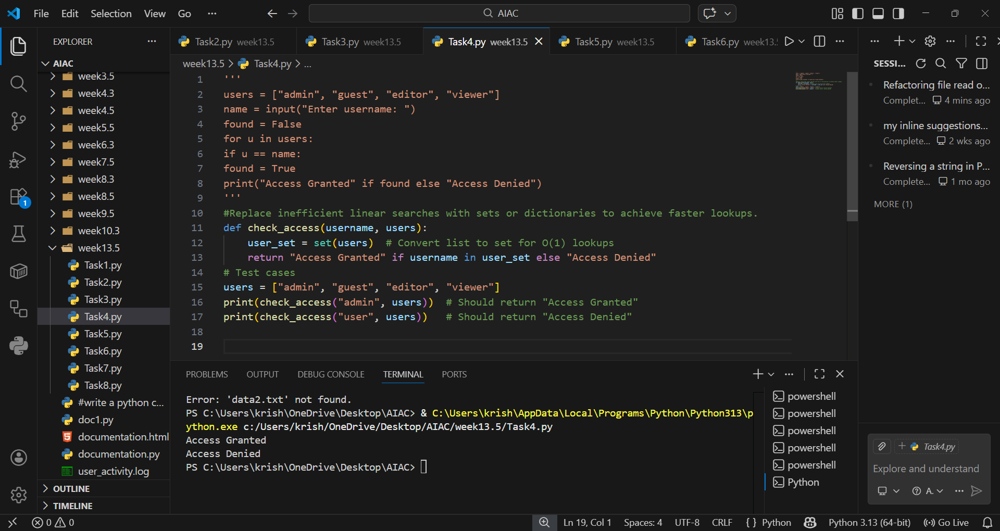 File Edit Selection View Go ··· AIAC
EXPLORER ···
AIAC
week3.5
week4.3
week4.5
week5.5
week6.3
week7.5
week8.3
week8.5
week9.5
week10.3
week13.5
Task1.py
Task2.py
Task3.py
Task4.py
Task5.py
Task6.py
Task7.py
Task8.py
#write a python c...
doc1.py
documentation.html
documentation.py
user_activity.log
OUTLINE
TIMELINE
1
Task2.py week13.5 Task3.py week13.5 Task4.py week13.5 Task5.py week13.5 Task6.py week13.5
week13.5 > Task4.py > ...
1 '''
2 users = ["admin", "guest", "editor", "viewer"]
3 name = input("Enter username: ")
4 found = False
5 for u in users:
6 if u == name:
7 found = True
8 print("Access Granted" if found else "Access Denied")
9 '''
10 #Replace inefficient linear searches with sets or dictionaries to achieve faster lookups.
11 def check_access(username, users):
12     user_set = set(users)  # Convert list to set for O(1) lookups
13     return "Access Granted" if username in user_set else "Access Denied"
14 # Test cases
15 users = ["admin", "guest", "editor", "viewer"]
16 print(check_access("admin", users))  # Should return "Access Granted"
17 print(check_access("user", users))   # Should return "Access Denied"
18
19
PROBLEMS OUTPUT DEBUG CONSOLE TERMINAL PORTS
Error: 'data2.txt' not found.
PS C:\Users\krish\OneDrive\Desktop\AIAC> & C:\Users\krish\AppData\Local\Programs\Python\Python313\p
ython.exe c:/Users/krish/OneDrive/Desktop/AIAC/week13.5/Task4.py
Access Granted
Access Denied
PS C:\Users\krish\OneDrive\Desktop\AIAC>
powershell
powershell
powershell
powershell
powershell
Python
SESSI...
Refactoring file read o...
Complet... 4 mins ago
my inline suggestions...
Complete... 2 wks ago
Reversing a string in P...
Complete... 1 mo ago
MORE (1)
Task4.py
Explore and understand
A.
0 0 Ln 19, Col 1 Spaces: 4 UTF-8 CRLF { } Python Python 3.13 (64-bit) Go Live